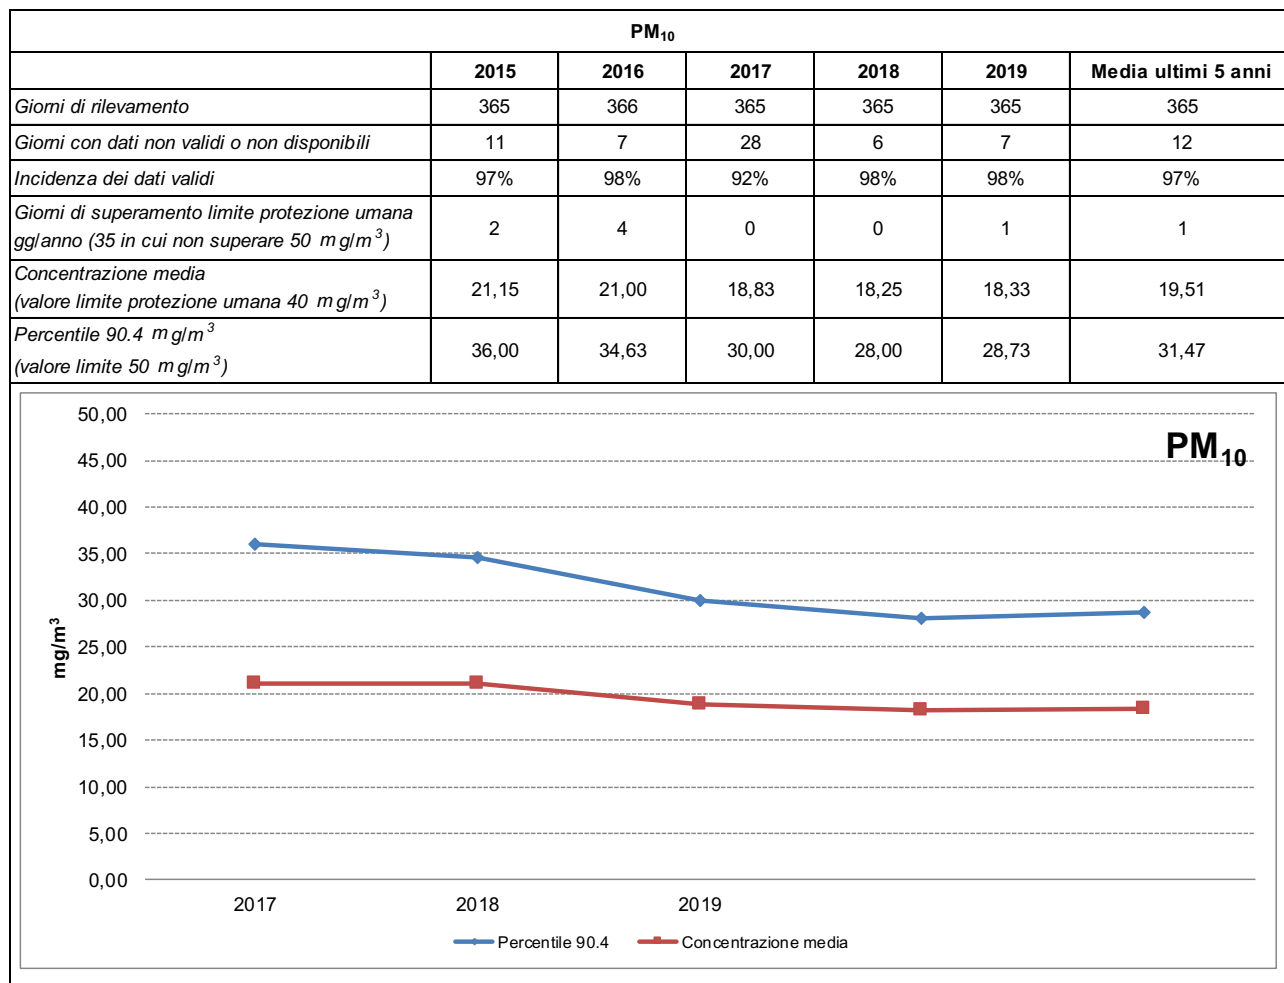 PM10
2015 2016 2017 2018 2019 Media ultimi 5 anni
Giorni di rilevamento 365 366 365 365 365 365
Giorni con dati non validi o non disponibili 11 7 28 6 7 12
Incidenza dei dati validi 97% 98% 92% 98% 98% 97%
Giorni di superamento limite protezione umana
gg/anno (35 in cui non superare 50 mg/m³) 2 4 0 0 1 1
Concentrazione media
(valore limite protezione umana 40 mg/m³) 21,15 21,00 18,83 18,25 18,33 19,51
Percentile 90.4 mg/m³
(valore limite 50 mg/m³) 36,00 34,63 30,00 28,00 28,73 31,47
PM10
50,00
45,00
40,00
35,00
30,00
25,00
20,00
15,00
10,00
5,00
0,00
mg/m³
2017 2018 2019
Percentile 90.4 Concentrazione media